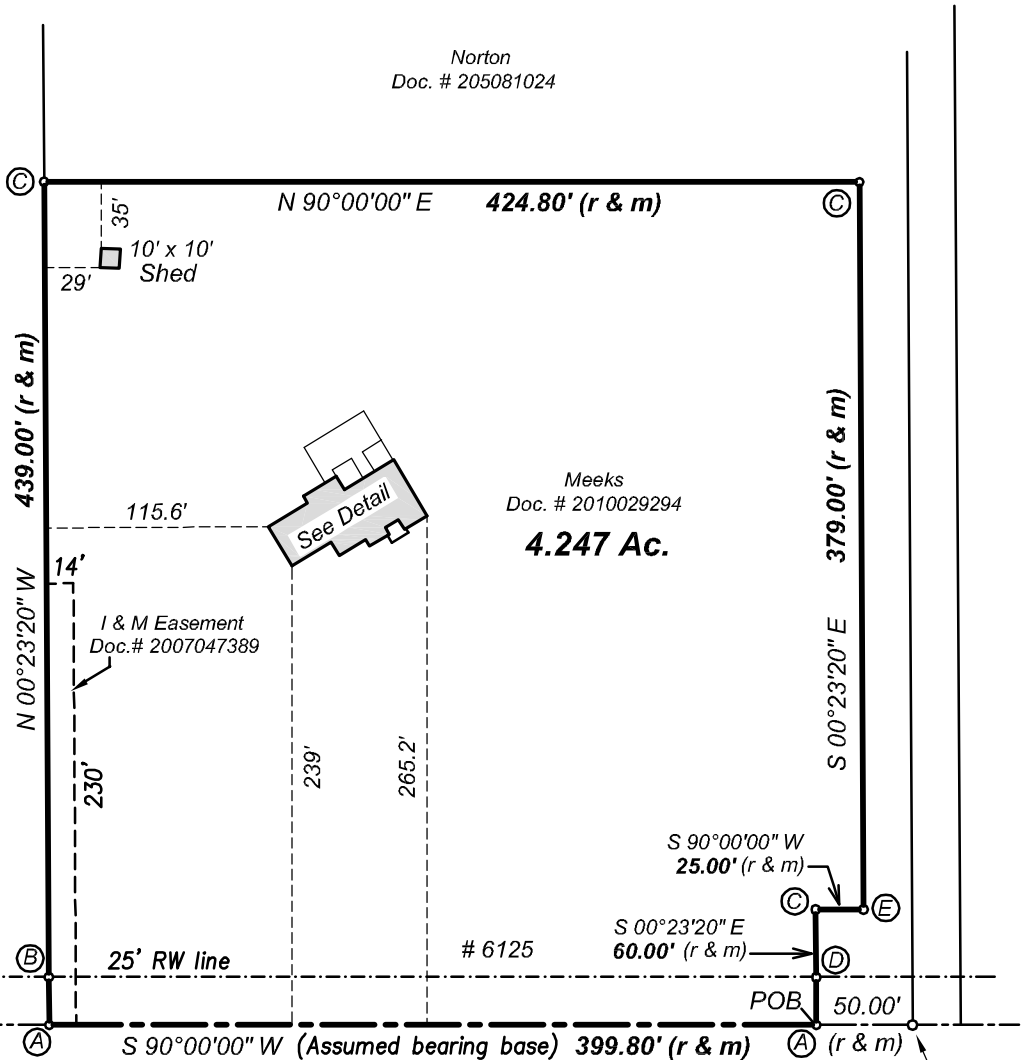 Norton
Doc. # 205081024
C
N 90°00'00" E 424.80' (r & m)
C
35'
10' x 10'
Shed
29'
439.00' (r & m)
N 00°23'20" W
379.00' (r & m)
S 00°23'20" E
Meeks
Doc. # 2010029294
4.247 Ac.
See Detail
115.6'
14'
I & M Easement
Doc.# 2007047389
230'
239'
265.2'
S 90°00'00" W
25.00' (r & m)
C
E
S 00°23'20" E
60.00' (r & m)
# 6125
B
25' RW line
D
POB
50.00'
(r & m)
A
S 90°00'00" W (Assumed bearing base) 399.80' (r & m)
A